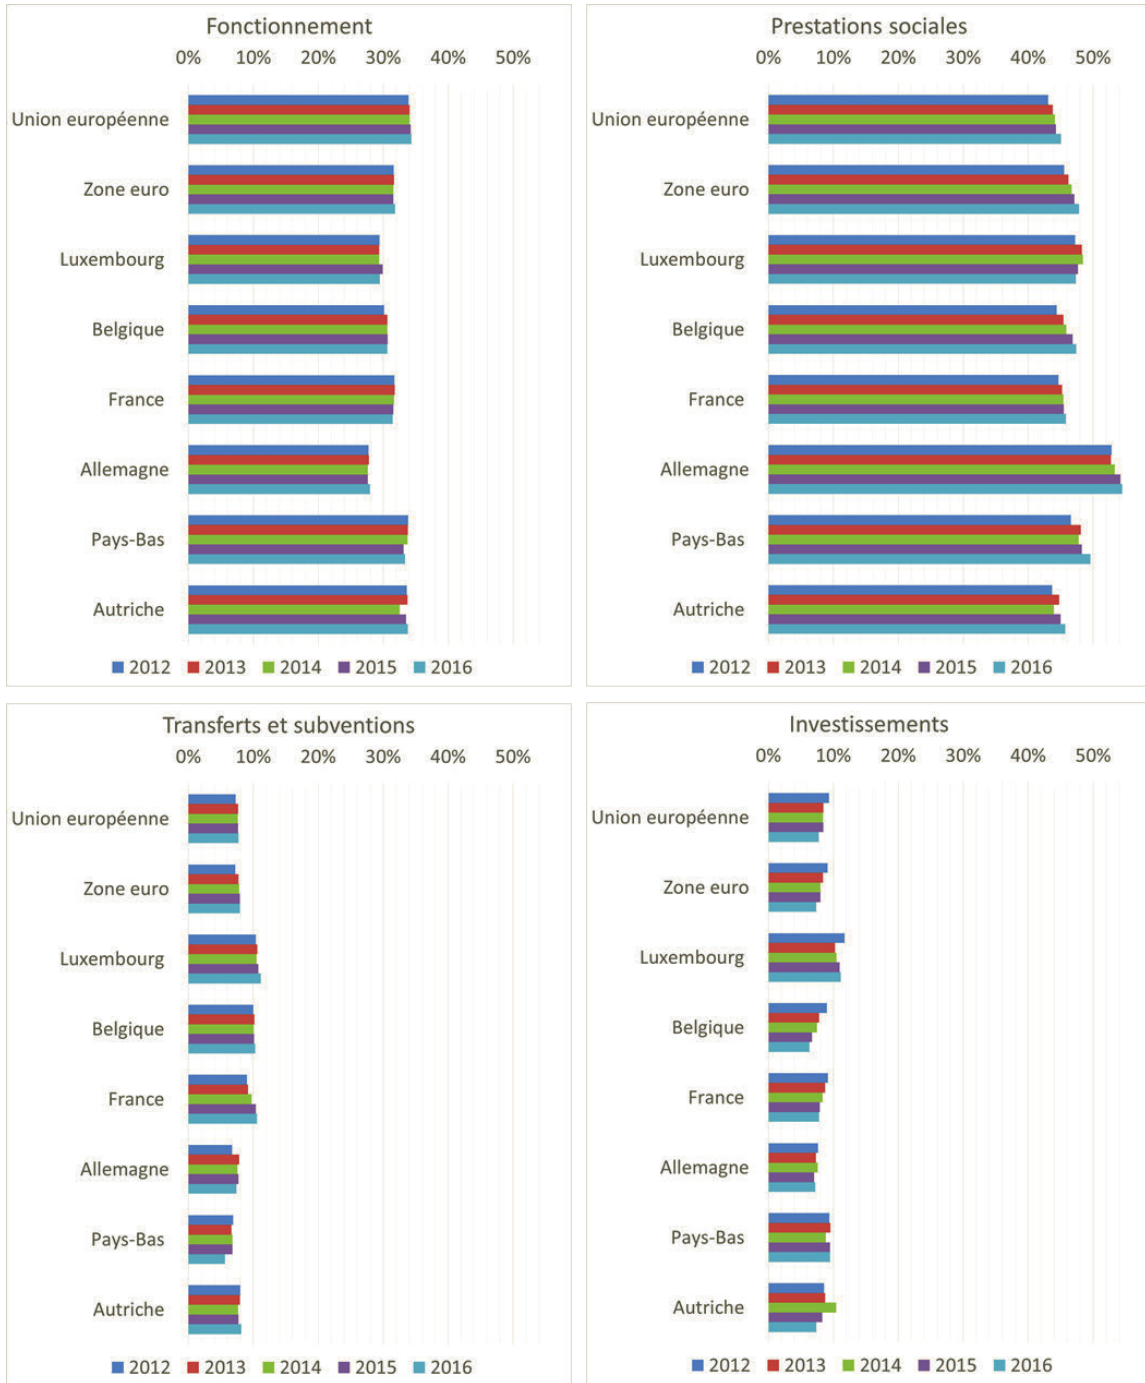 Fonctionnement
0% 10% 20% 30% 40% 50%
Union européenne
Zone euro
Luxembourg
Belgique
France
Allemagne
Pays-Bas
Autriche
2012 2013 2014 2015 2016
Prestations sociales
0% 10% 20% 30% 40% 50%
Union européenne
Zone euro
Luxembourg
Belgique
France
Allemagne
Pays-Bas
Autriche
2012 2013 2014 2015 2016
Transferts et subventions
0% 10% 20% 30% 40% 50%
Union européenne
Zone euro
Luxembourg
Belgique
France
Allemagne
Pays-Bas
Autriche
2012 2013 2014 2015 2016
Investissements
0% 10% 20% 30% 40% 50%
Union européenne
Zone euro
Luxembourg
Belgique
France
Allemagne
Pays-Bas
Autriche
2012 2013 2014 2015 2016